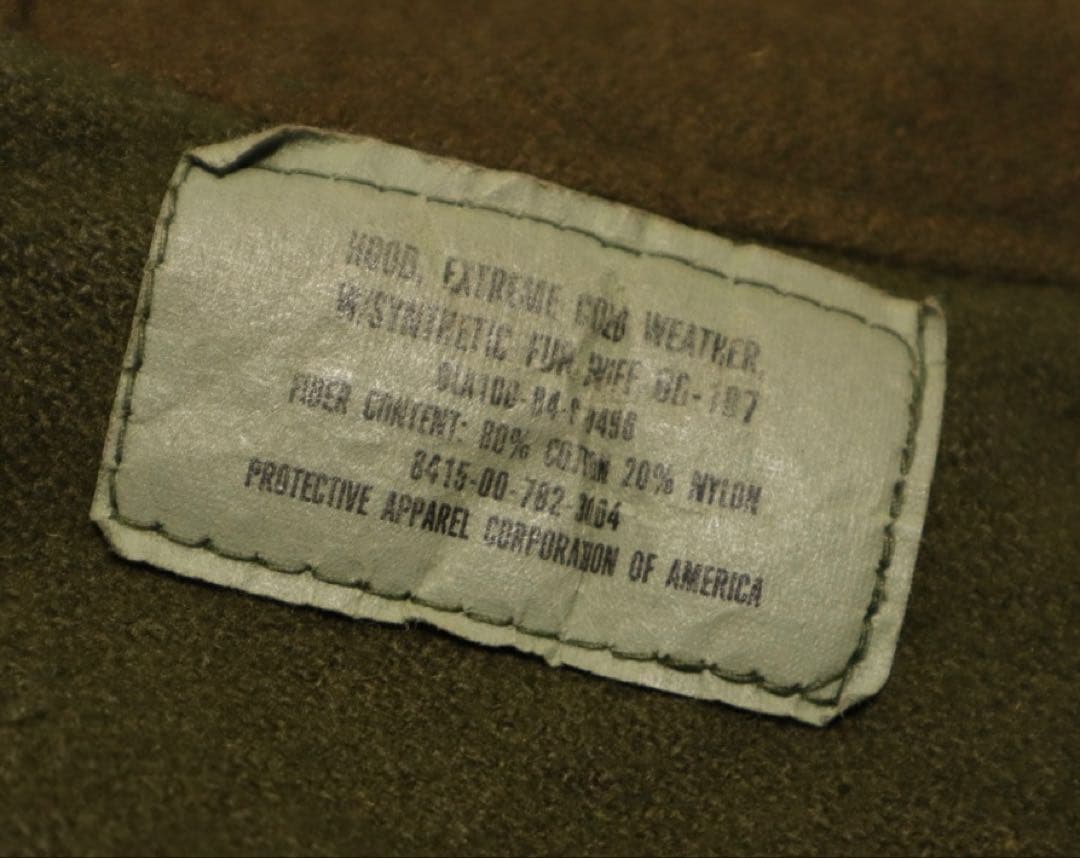 HOOD, EXTREME COLD WEATHER,
W/SYNTHETIC FUR, OG-107
FIBER CONTENT: 80% COTTON 20% NYLON
PROTECTIVE APPAREL CORPORATION OF AMERICA